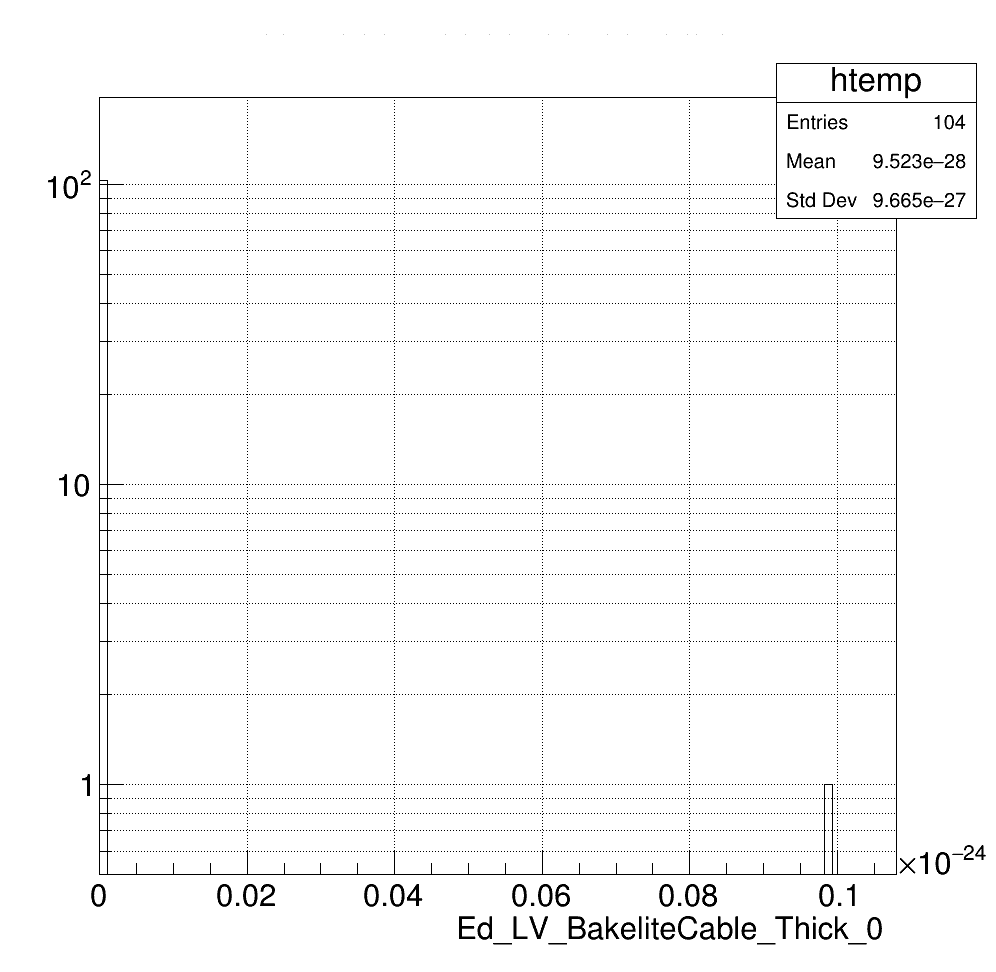 htemp
Entries 104
Mean 9.523e−28
Std Dev 9.665e−27
10²
10
1
0 0.02 0.04 0.06 0.08 0.1
×10⁻²⁴
Ed_LV_BakeliteCable_Thick_0